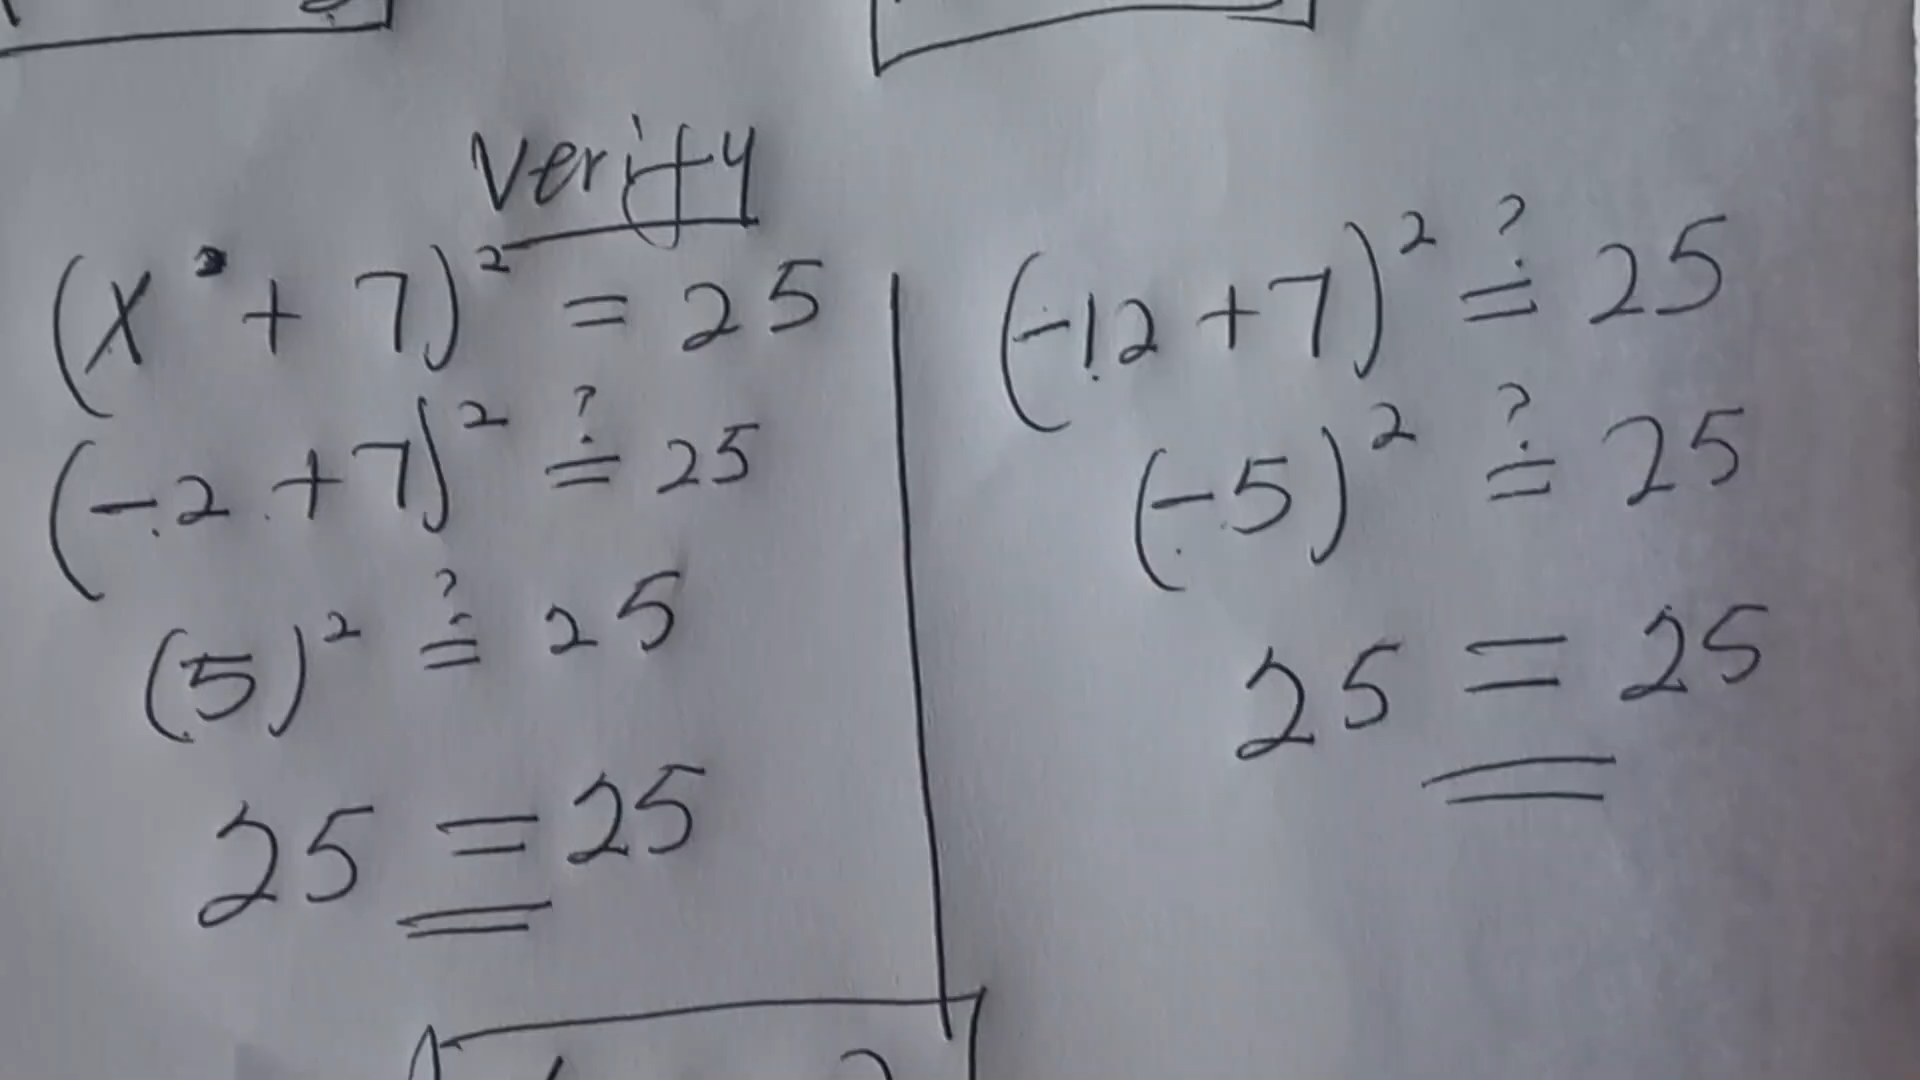 Verify
(x + 7)² = 25
(-2 + 7)² ≟ 25
(5)² ≟ 25
25 = 25
(-12 + 7)² ≟ 25
(-5)² ≟ 25
25 = 25